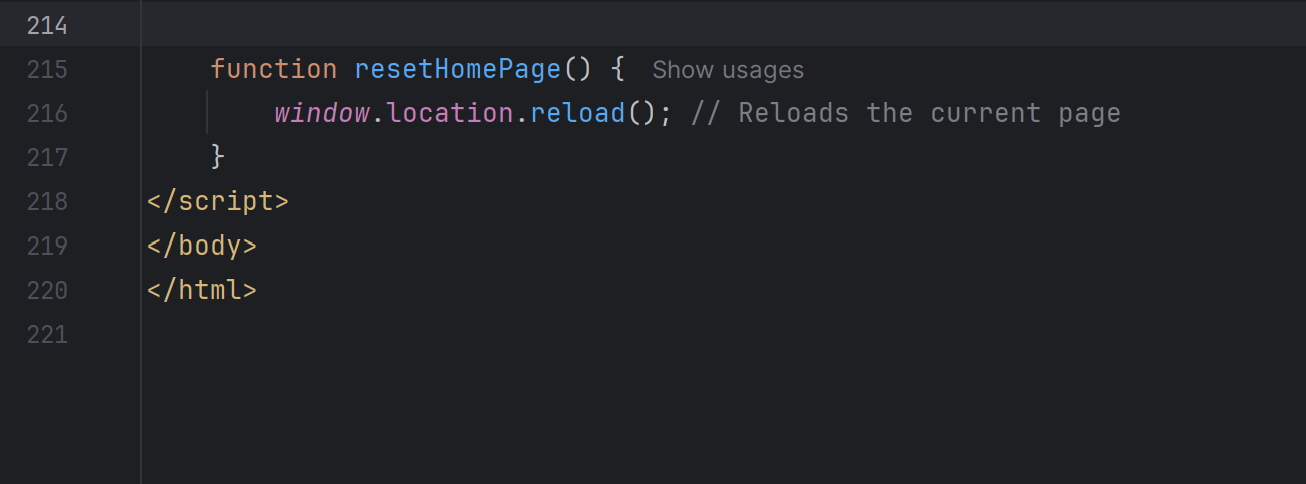 214
215 function resetHomePage() { Show usages
216 window.location.reload(); // Reloads the current page
217 }
218 </script>
219 </body>
220 </html>
221